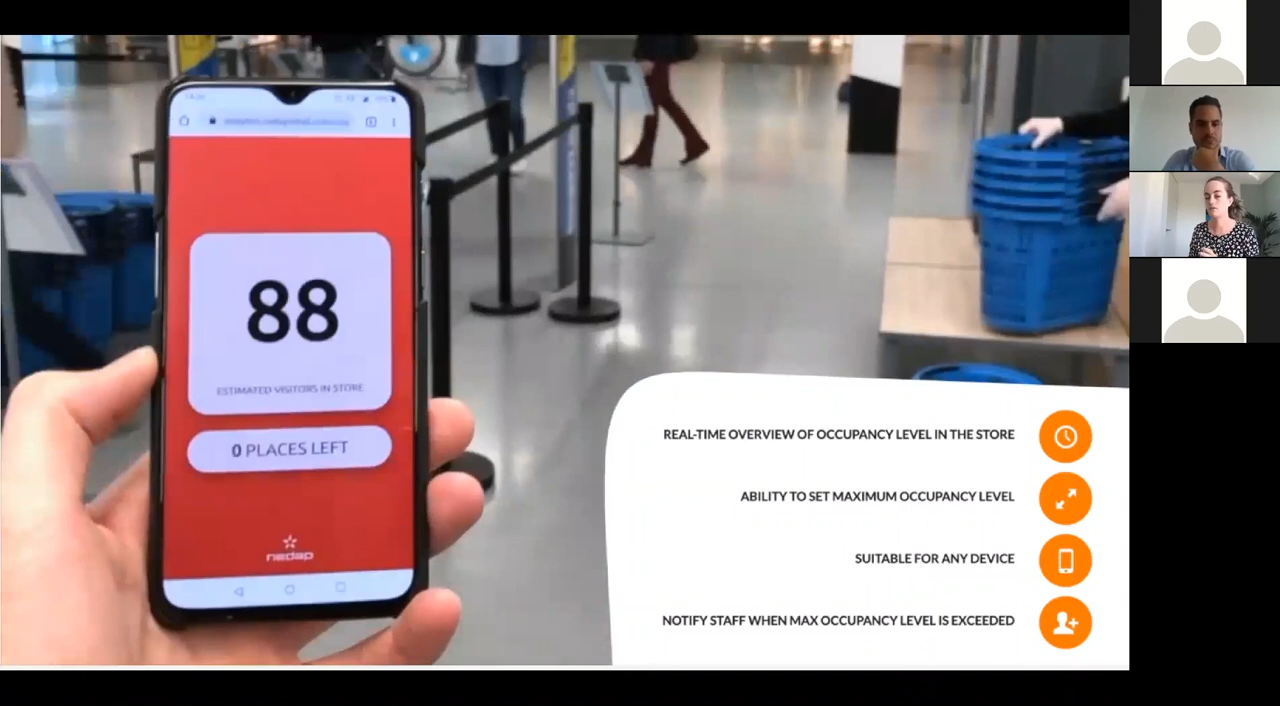 88
ESTIMATED VISITORS IN STORE
0 PLACES LEFT
nedap
REAL-TIME OVERVIEW OF OCCUPANCY LEVEL IN THE STORE
ABILITY TO SET MAXIMUM OCCUPANCY LEVEL
SUITABLE FOR ANY DEVICE
NOTIFY STAFF WHEN MAX OCCUPANCY LEVEL IS EXCEEDED